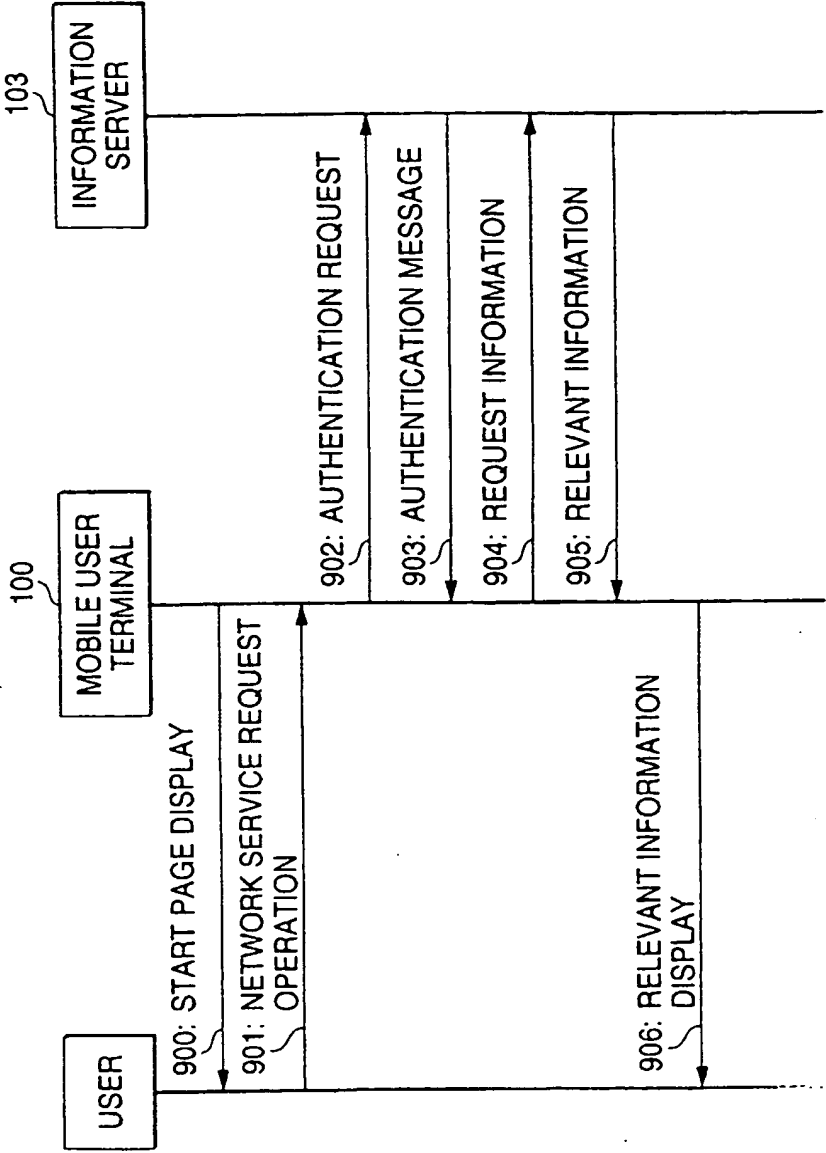 USER
100
MOBILE USER
TERMINAL
103
INFORMATION
SERVER
900: START PAGE DISPLAY
901: NETWORK SERVICE REQUEST
OPERATION
902: AUTHENTICATION REQUEST
903: AUTHENTICATION MESSAGE
904: REQUEST INFORMATION
905: RELEVANT INFORMATION
906: RELEVANT INFORMATION
DISPLAY